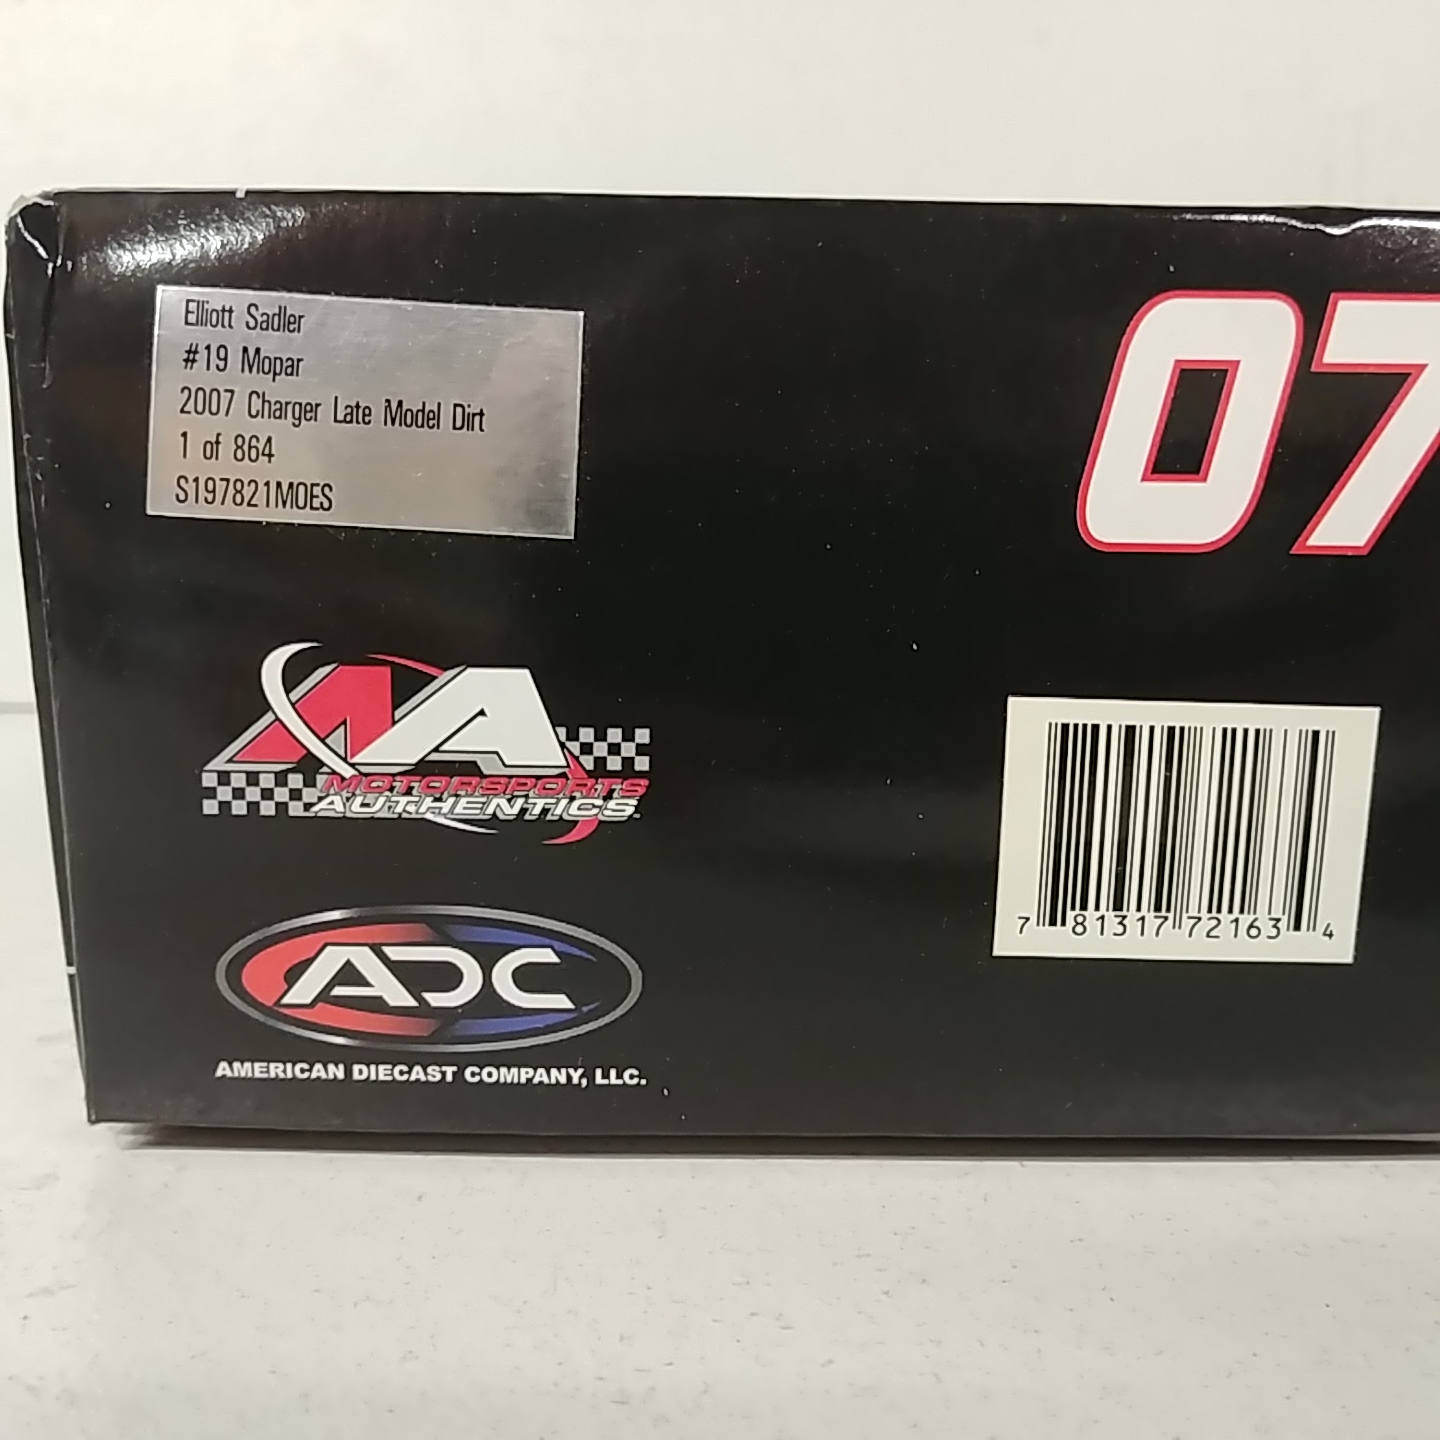 Elliott Sadler
#19 Mopar
2007 Charger Late Model Dirt
1 of 864
S197821MOES
07
MA
MOTORSPORTS
AUTHENTICS
7 81317 72163 4
ADC
AMERICAN DIECAST COMPANY, LLC.